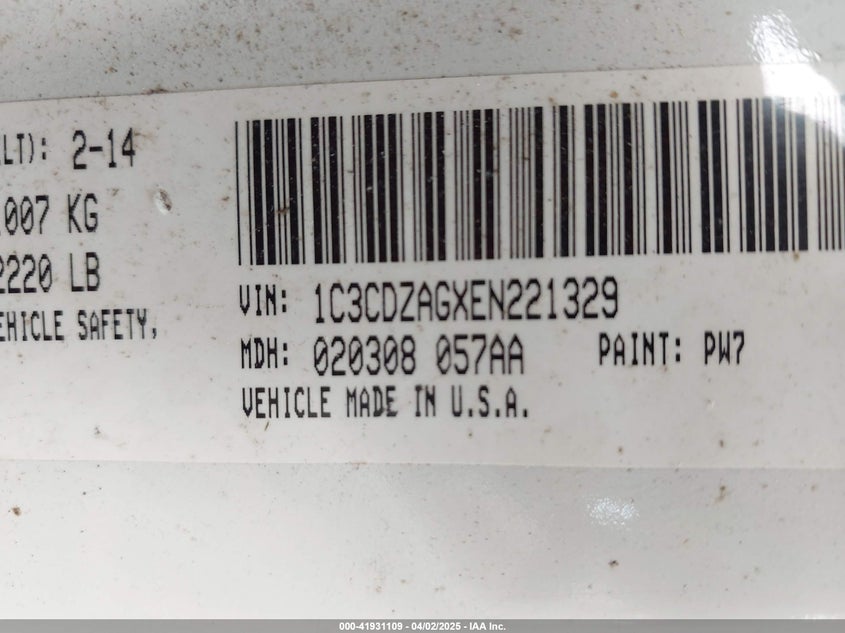 LT): 2-14
007 KG
2220 LB
EHICLE SAFETY,
VIN: 1C3CDZAGXEN221329
MDH: 020308 057AA PAINT: PW7
VEHICLE MADE IN U.S.A.
000-41931109 - 04/02/2025 - IAA Inc.